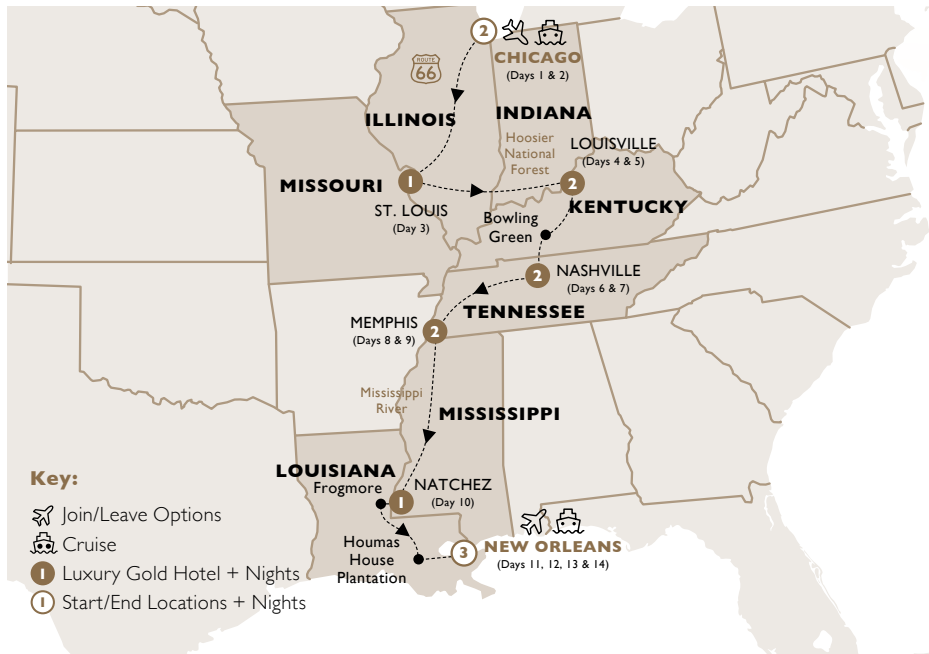 2
CHICAGO
(Days 1 & 2)
ROUTE
66
ILLINOIS
INDIANA
Hoosier
National
Forest
LOUISVILLE
(Days 4 & 5)
MISSOURI
1
2
ST. LOUIS
(Day 3)
KENTUCKY
Bowling
Green
2
NASHVILLE
(Days 6 & 7)
TENNESSEE
MEMPHIS
(Days 8 & 9)
2
Mississippi
River
MISSISSIPPI
LOUISIANA
Frogmore
1
NATCHEZ
(Day 10)
Houmas
House
Plantation
3
NEW ORLEANS
(Days 11, 12, 13 & 14)
Key:
Join/Leave Options
Cruise
1 Luxury Gold Hotel + Nights
1 Start/End Locations + Nights